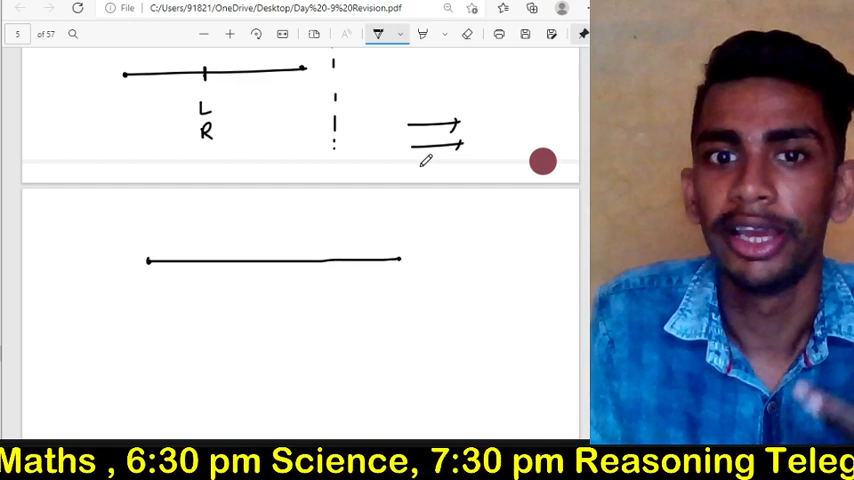 File C:/Users/91821/OneDrive/Desktop/Day%20-9%20Revision.pdf
5 of 57
L
R
Maths , 6:30 pm Science, 7:30 pm Reasoning Teleg